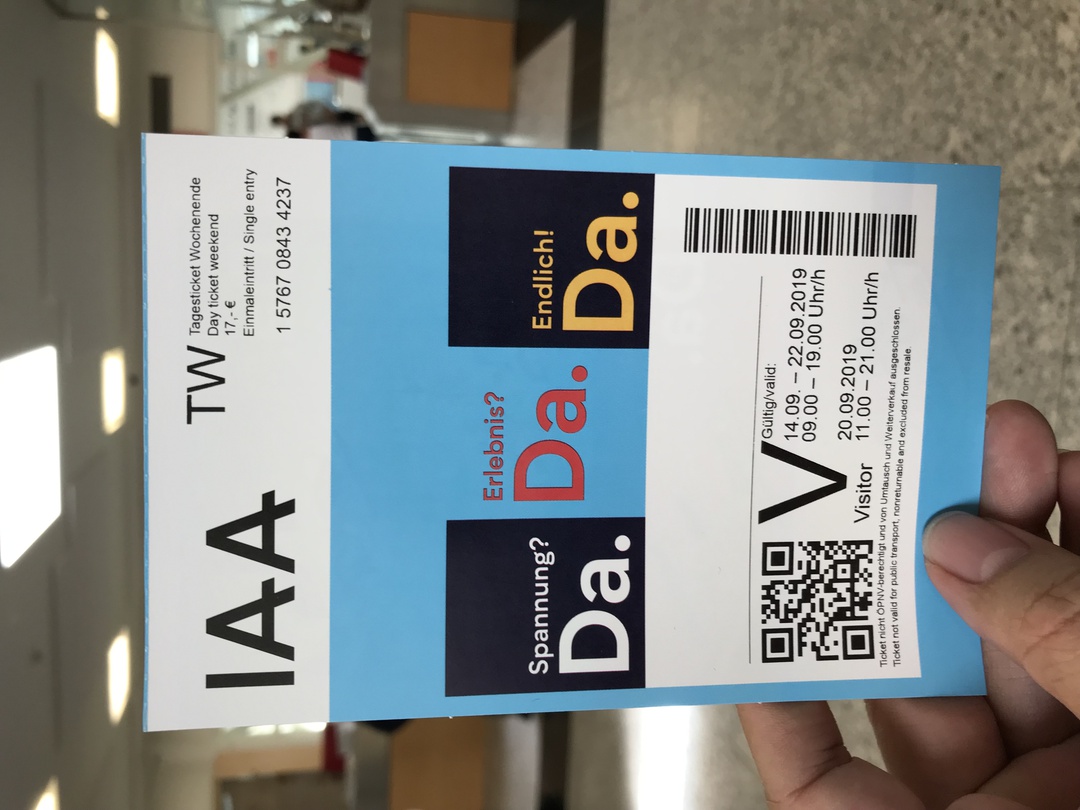 IAA
TW
Tagesticket Wochenende
Day ticket weekend
17,- €
Einmaleintritt / Single entry
1 5767 0843 4237
Spannung?
Da.
Erlebnis?
Da.
Endlich!
Da.
V
Visitor
Gültig/valid:
14.09. – 22.09.2019
09.00 – 19.00 Uhr/h
20.09.2019
11.00 – 21.00 Uhr/h
Ticket nicht ÖPNV-berechtigt und von Umtausch und Weiterverkauf ausgeschlossen.
Ticket not valid for public transport, nonreturnable and excluded from resale.